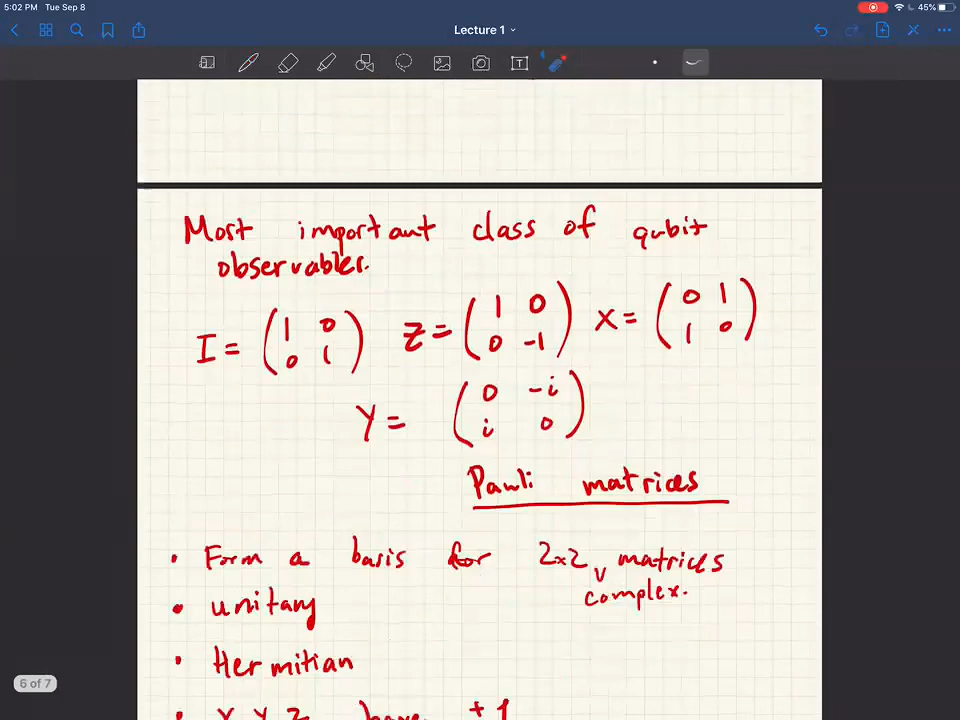 5:02 PM Tue Sep 8 45%
Lecture 1
T
Most important class of qubit
observables.
I = (1 0 0 1) Z = (1 0 0 -1) X = (0 1 1 0)
Y = (0 -i i 0)
Pauli matrices
• Form a basis for 2x2 v matrices
complex.
• unitary
• Hermitian
6 of 7
• X, Y, Z have ± 1